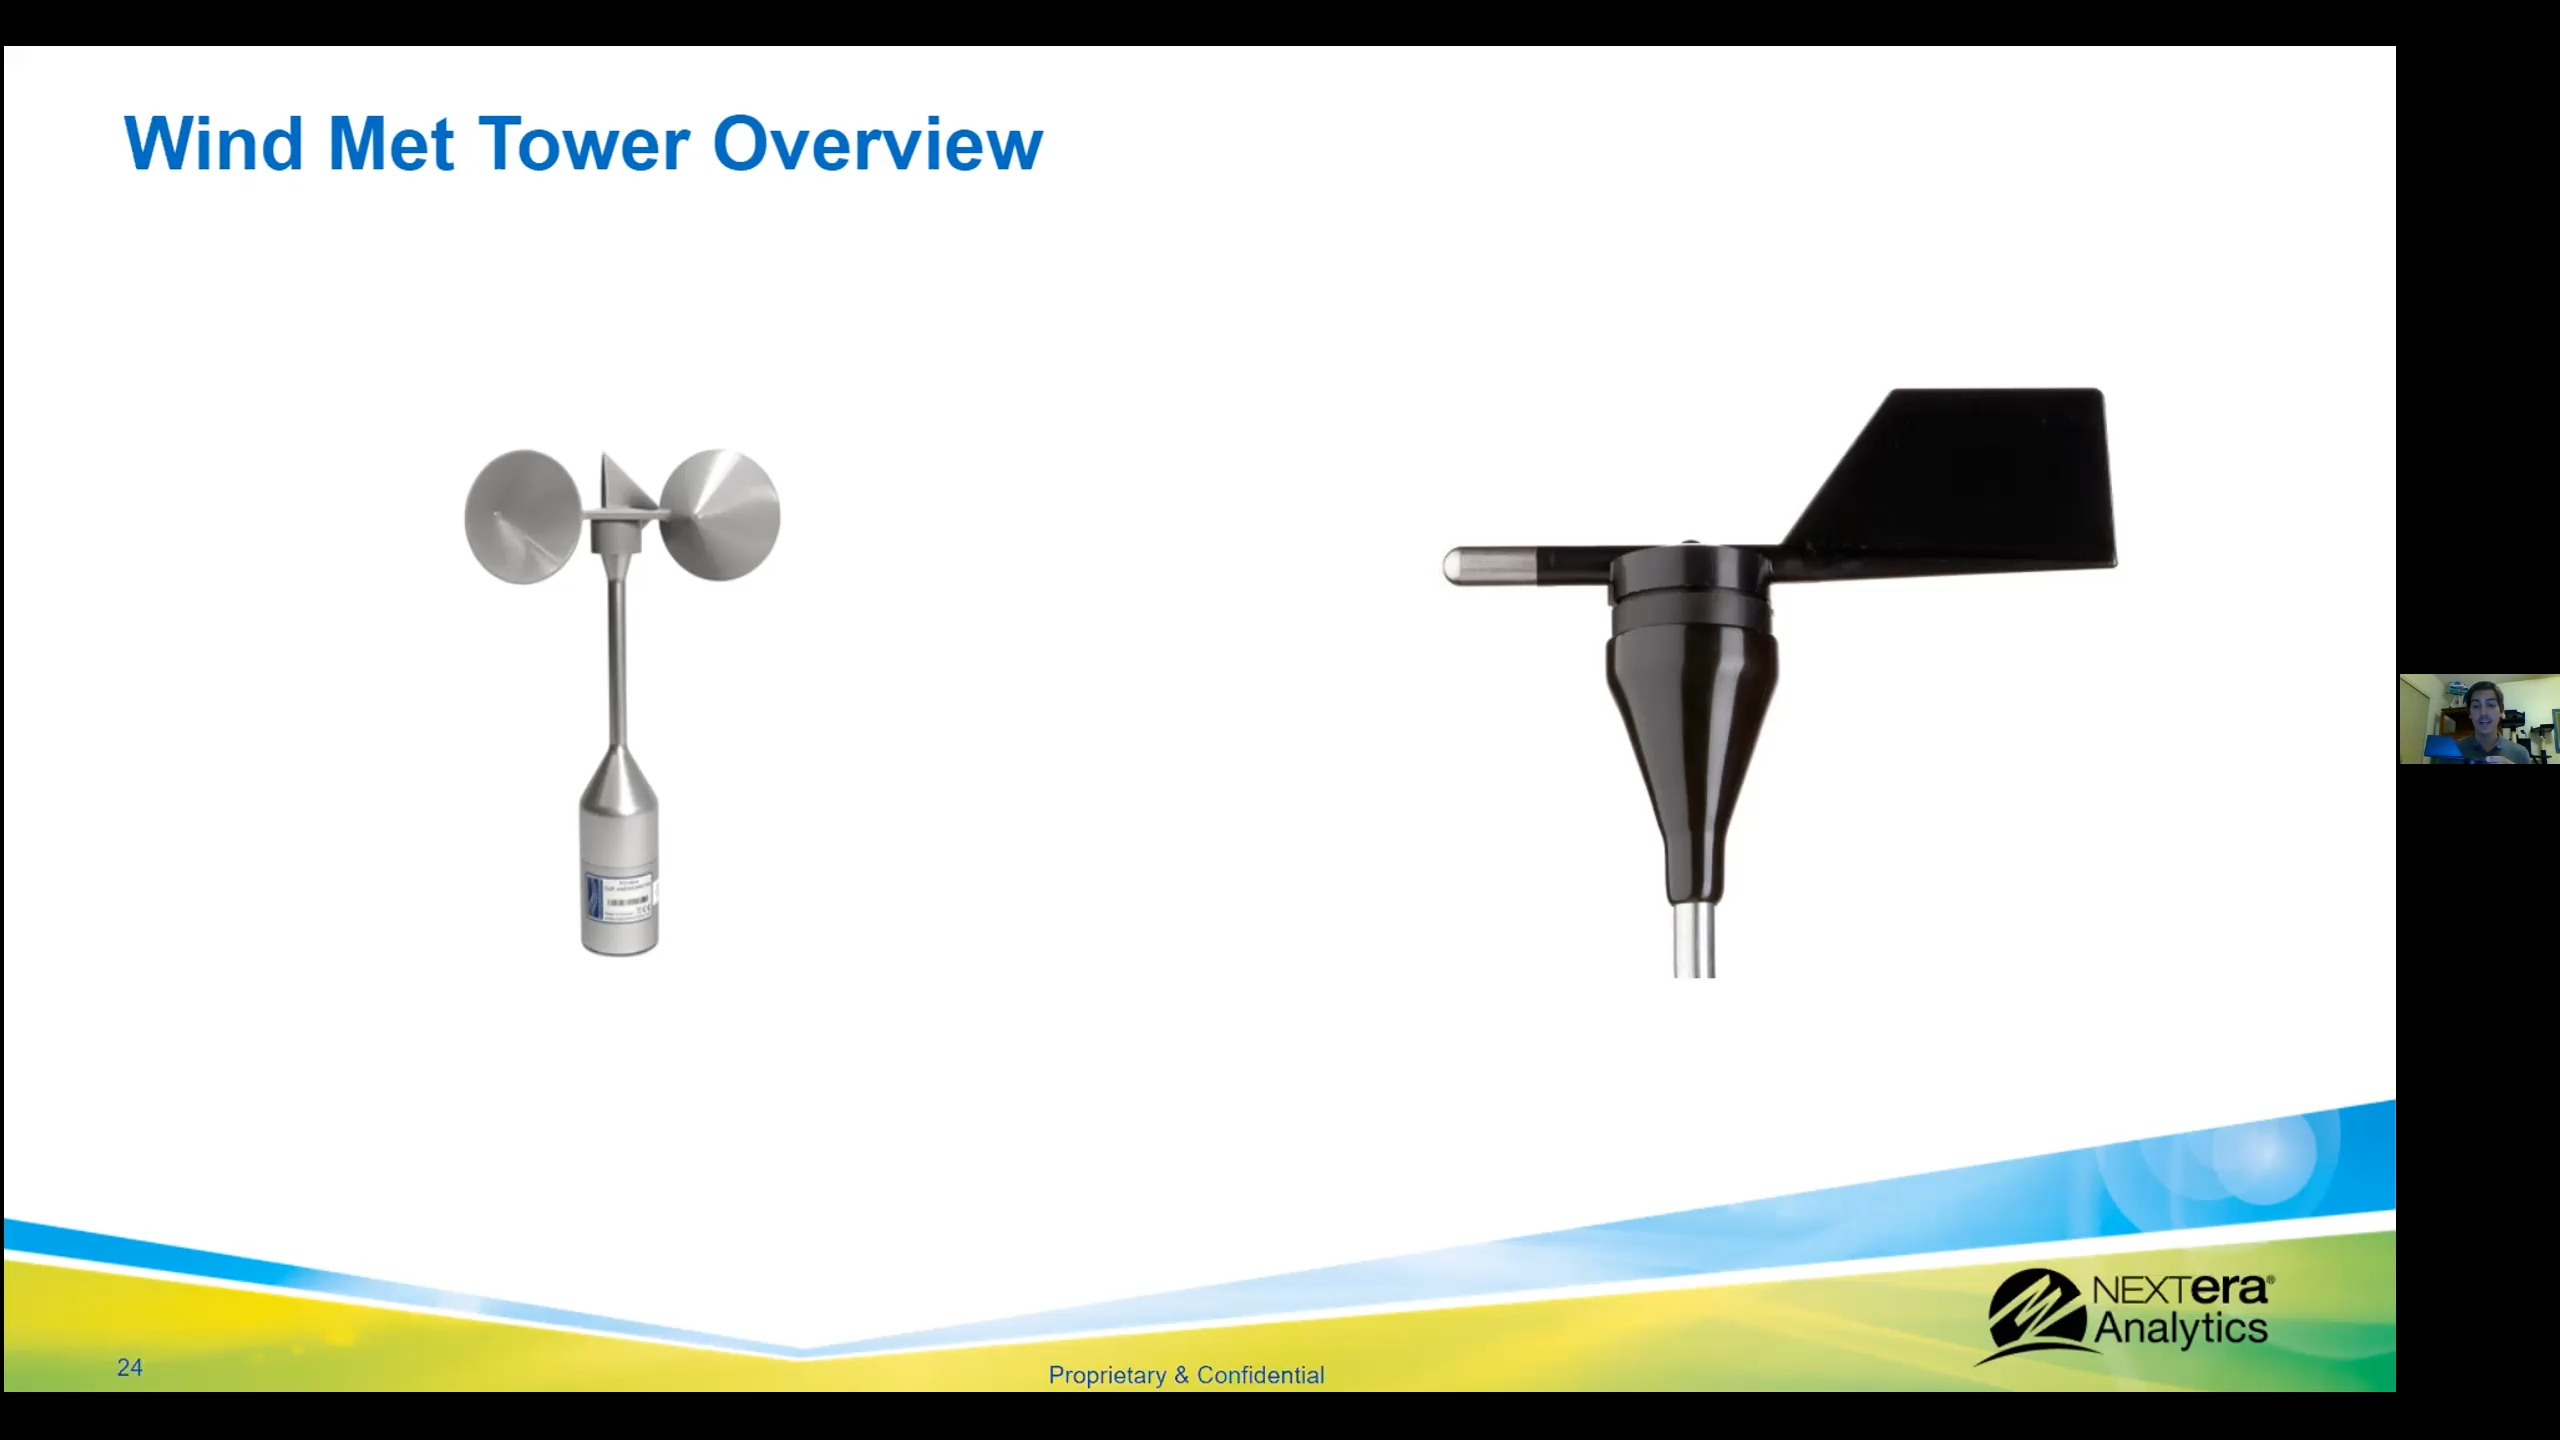 Wind Met Tower Overview
24
Proprietary & Confidential
NEXTera®
Analytics